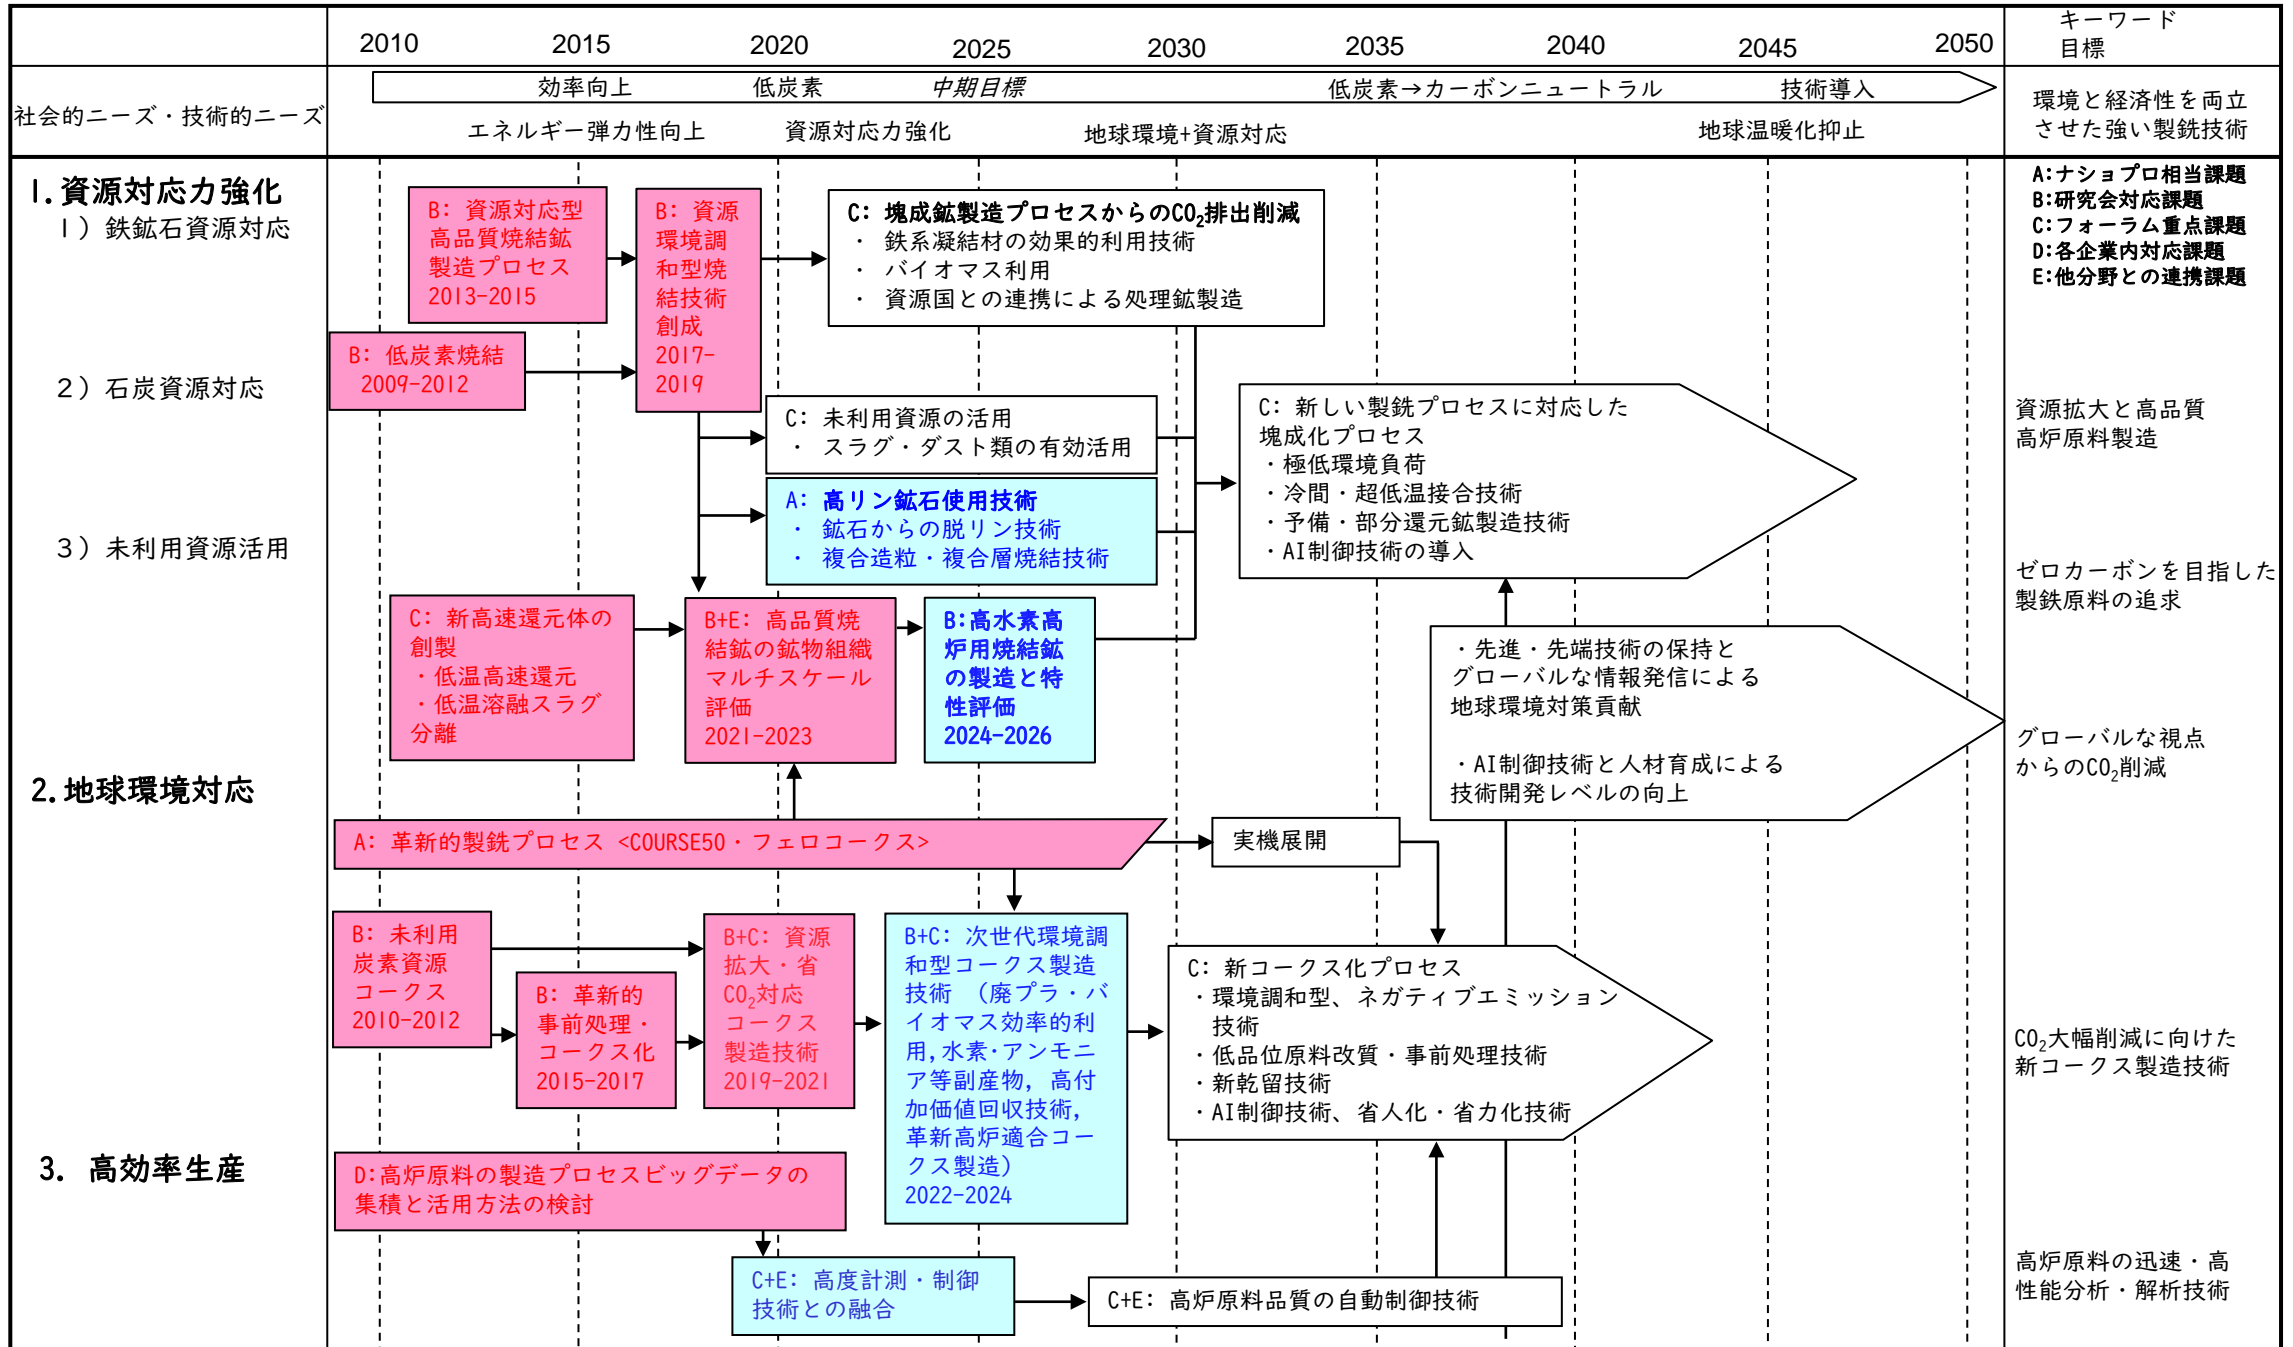 2010 2015 2020 2025 2030 2035 2040 2045 2050
キーワード
目標
社会的ニーズ・技術的ニーズ
効率向上 低炭素 中期目標 低炭素→カーボンニュートラル 技術導入
エネルギー弾力性向上 資源対応力強化 地球環境+資源対応 地球温暖化抑止
環境と経済性を両立
させた強い製銑技術
1.資源対応力強化
1）鉄鉱石資源対応
2）石炭資源対応
3）未利用資源活用
B: 資源対応型
高品質焼結鉱
製造プロセス
2013-2015
B: 資源
環境調
和型焼
結技術
創成
2017-
2019
C: 塊成鉱製造プロセスからのCO2排出削減
・ 鉄系凝結材の効果的利用技術
・ バイオマス利用
・ 資源国との連携による処理鉱製造
A:ナショプロ相当課題
B:研究会対応課題
C:フォーラム重点課題
D:各企業内対応課題
E:他分野との連携課題
B: 低炭素焼結
2009-2012
C: 未利用資源の活用
・ スラグ・ダスト類の有効活用
A: 高リン鉱石使用技術
・ 鉱石からの脱リン技術
・ 複合造粒・複合層焼結技術
C: 新しい製銑プロセスに対応した
塊成化プロセス
・極低環境負荷
・冷間・超低温接合技術
・予備・部分還元鉱製造技術
・AI制御技術の導入
資源拡大と高品質
高炉原料製造
ゼロカーボンを目指した
製鉄原料の追求
C: 新高速還元体の
創製
・低温高速還元
・低温溶融スラグ
分離
B+E: 高品質焼
結鉱の鉱物組織
マルチスケール
評価
2021-2023
B:高水素高
炉用焼結鉱
の製造と特
性評価
2024-2026
・先進・先端技術の保持と
グローバルな情報発信による
地球環境対策貢献
・AI制御技術と人材育成による
技術開発レベルの向上
グローバルな視点
からのCO2削減
2.地球環境対応
A: 革新的製銑プロセス <COURSE50・フェロコークス>
実機展開
B: 未利用
炭素資源
コークス
2010-2012
B: 革新的
事前処理・
コークス化
2015-2017
B+C: 資源
拡大・省
CO2対応
コークス
製造技術
2019-2021
B+C: 次世代環境調
和型コークス製造
技術 （廃プラ・バ
イオマス効率的利
用,水素・アンモニ
ア等副産物, 高付
加価値回収技術,
革新高炉適合コー
クス製造）
2022-2024
C: 新コークス化プロセス
・環境調和型、ネガティブエミッション
技術
・低品位原料改質・事前処理技術
・新乾留技術
・AI制御技術、省人化・省力化技術
CO2大幅削減に向けた
新コークス製造技術
3. 高効率生産
D:高炉原料の製造プロセスビッグデータの
集積と活用方法の検討
C+E: 高度計測・制御
技術との融合
C+E: 高炉原料品質の自動制御技術
高炉原料の迅速・高
性能分析・解析技術